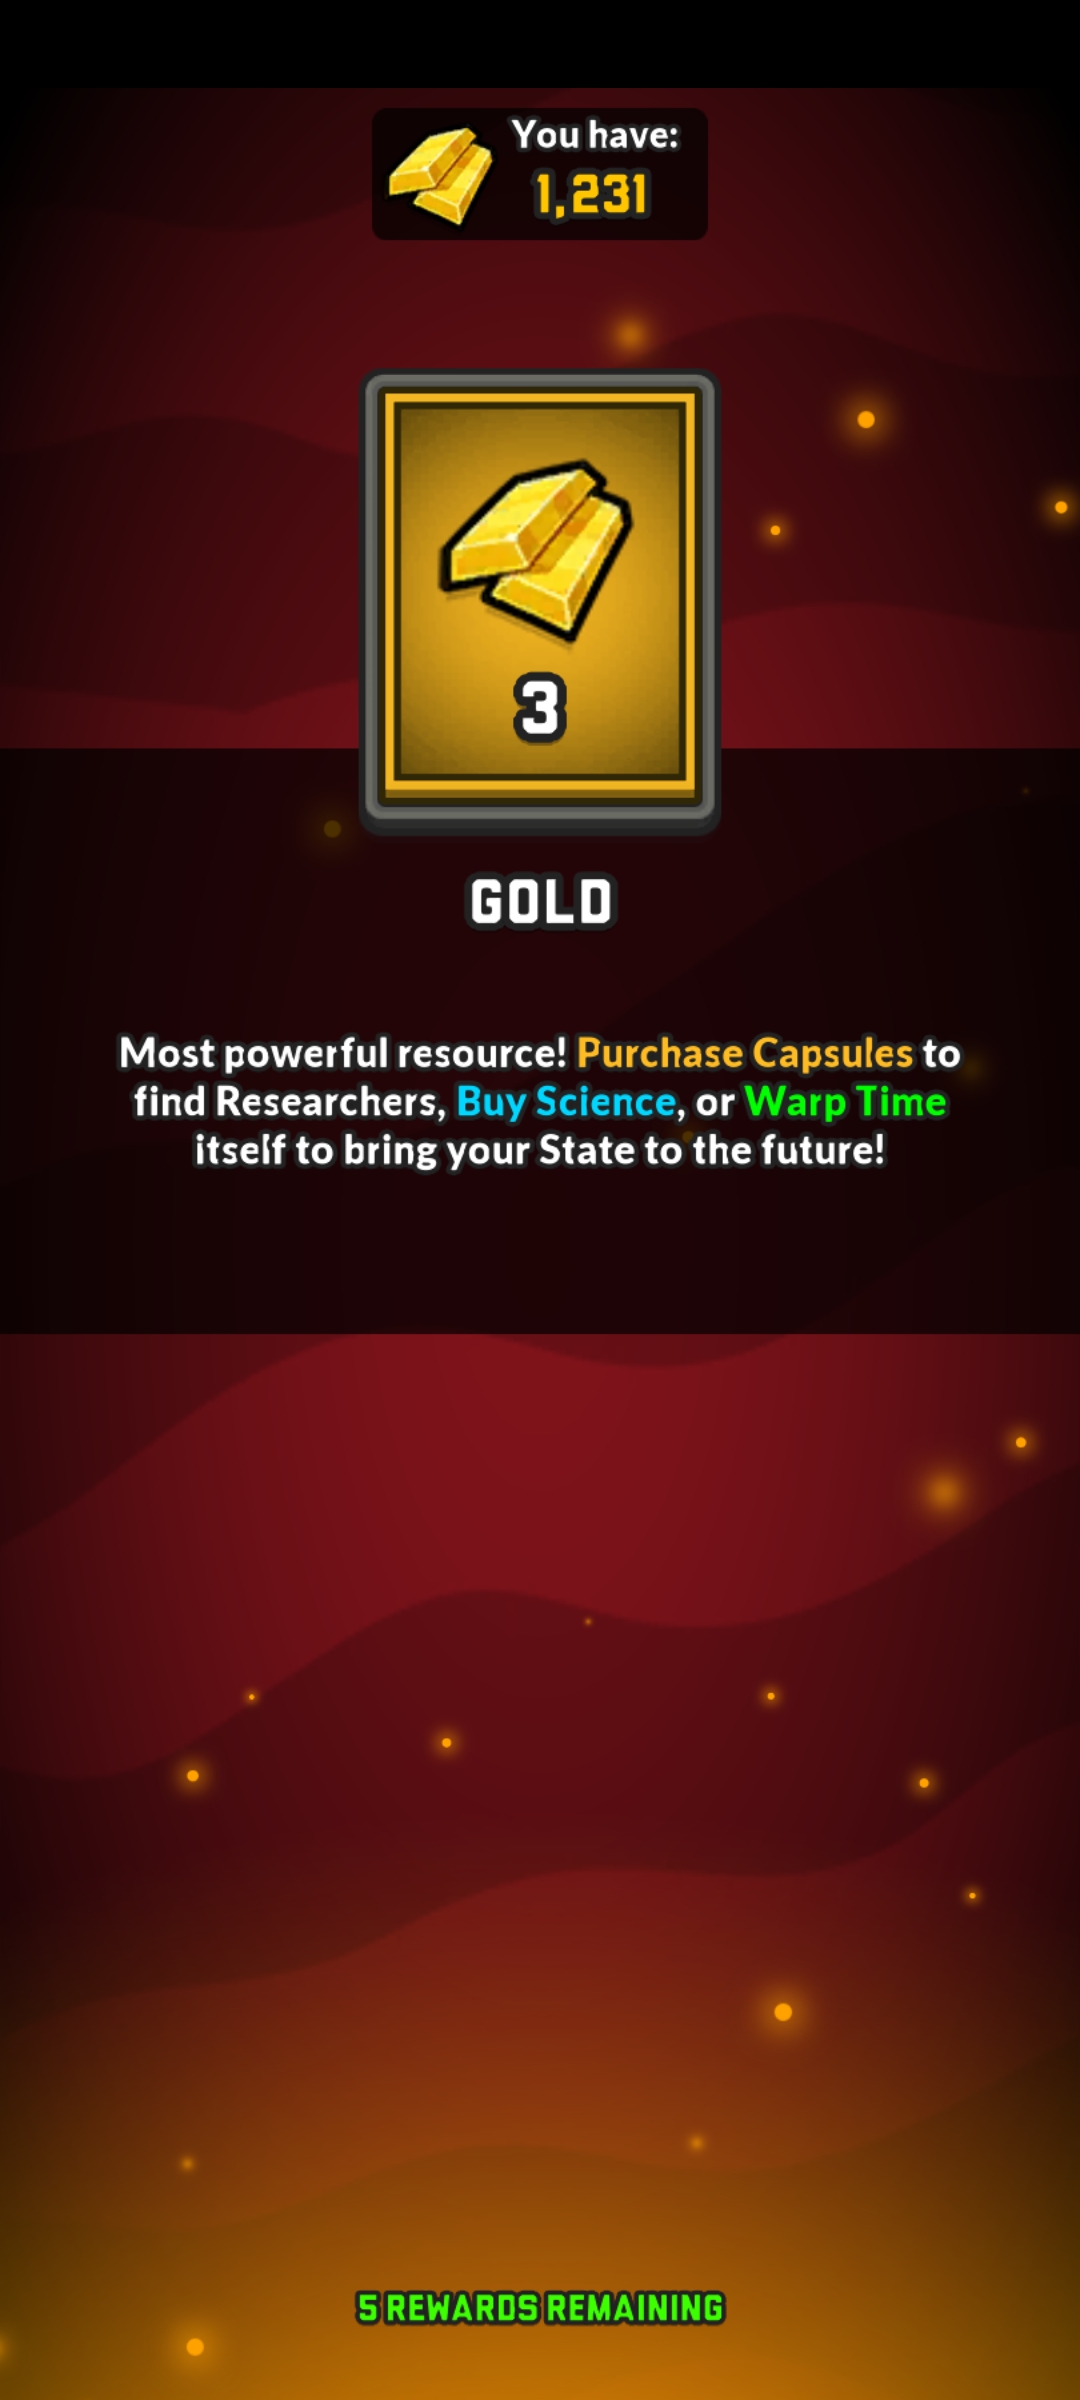 You have:
1,231
3
GOLD
Most powerful resource! Purchase Capsules to
find Researchers, Buy Science, or Warp Time
itself to bring your State to the future!
5 REWARDS REMAINING